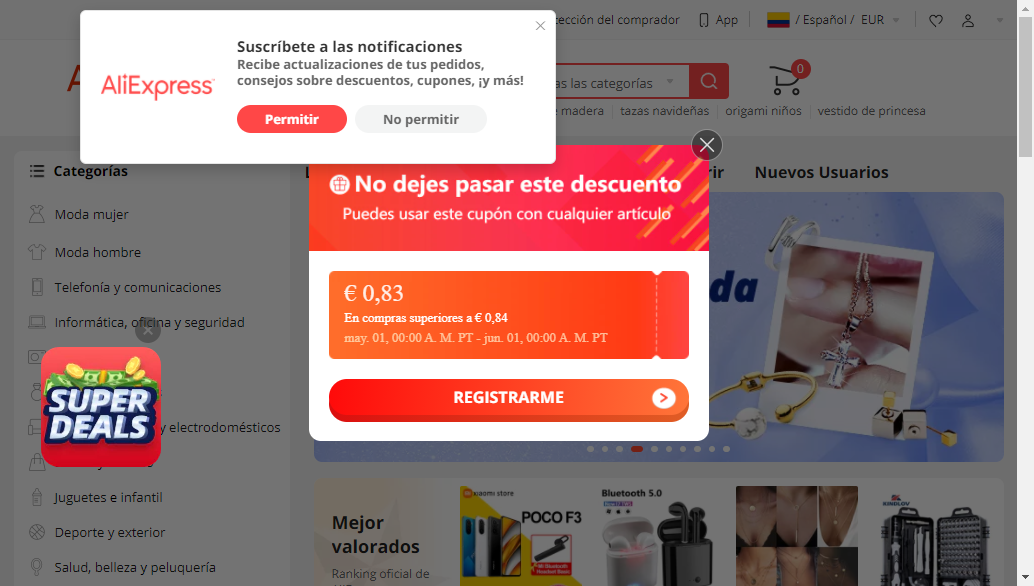 ección del comprador
App
/ Español / EUR
Suscríbete a las notificaciones
Recibe actualizaciones de tus pedidos,
consejos sobre descuentos, cupones, ¡y más!
AliExpress
Permitir
No permitir
A
as las categorías
0
madera
tazas navideñas
origami niños
vestido de princesa
Categorías
rir
Nuevos Usuarios
No dejes pasar este descuento
Puedes usar este cupón con cualquier artículo
Moda mujer
Moda hombre
Telefonía y comunicaciones
Informática, oficina y seguridad
€ 0,83
En compras superiores a € 0,84
may. 01, 00:00 A. M. PT - jun. 01, 00:00 A. M. PT
da
REGISTRARME
SUPER
DEALS
y electrodomésticos
Juguetes e infantil
Deporte y exterior
Salud, belleza y peluquería
Mejor
valorados
Ranking oficial de
xiaomi store
POCO F3
Bluetooth 5.0
KINDLOV